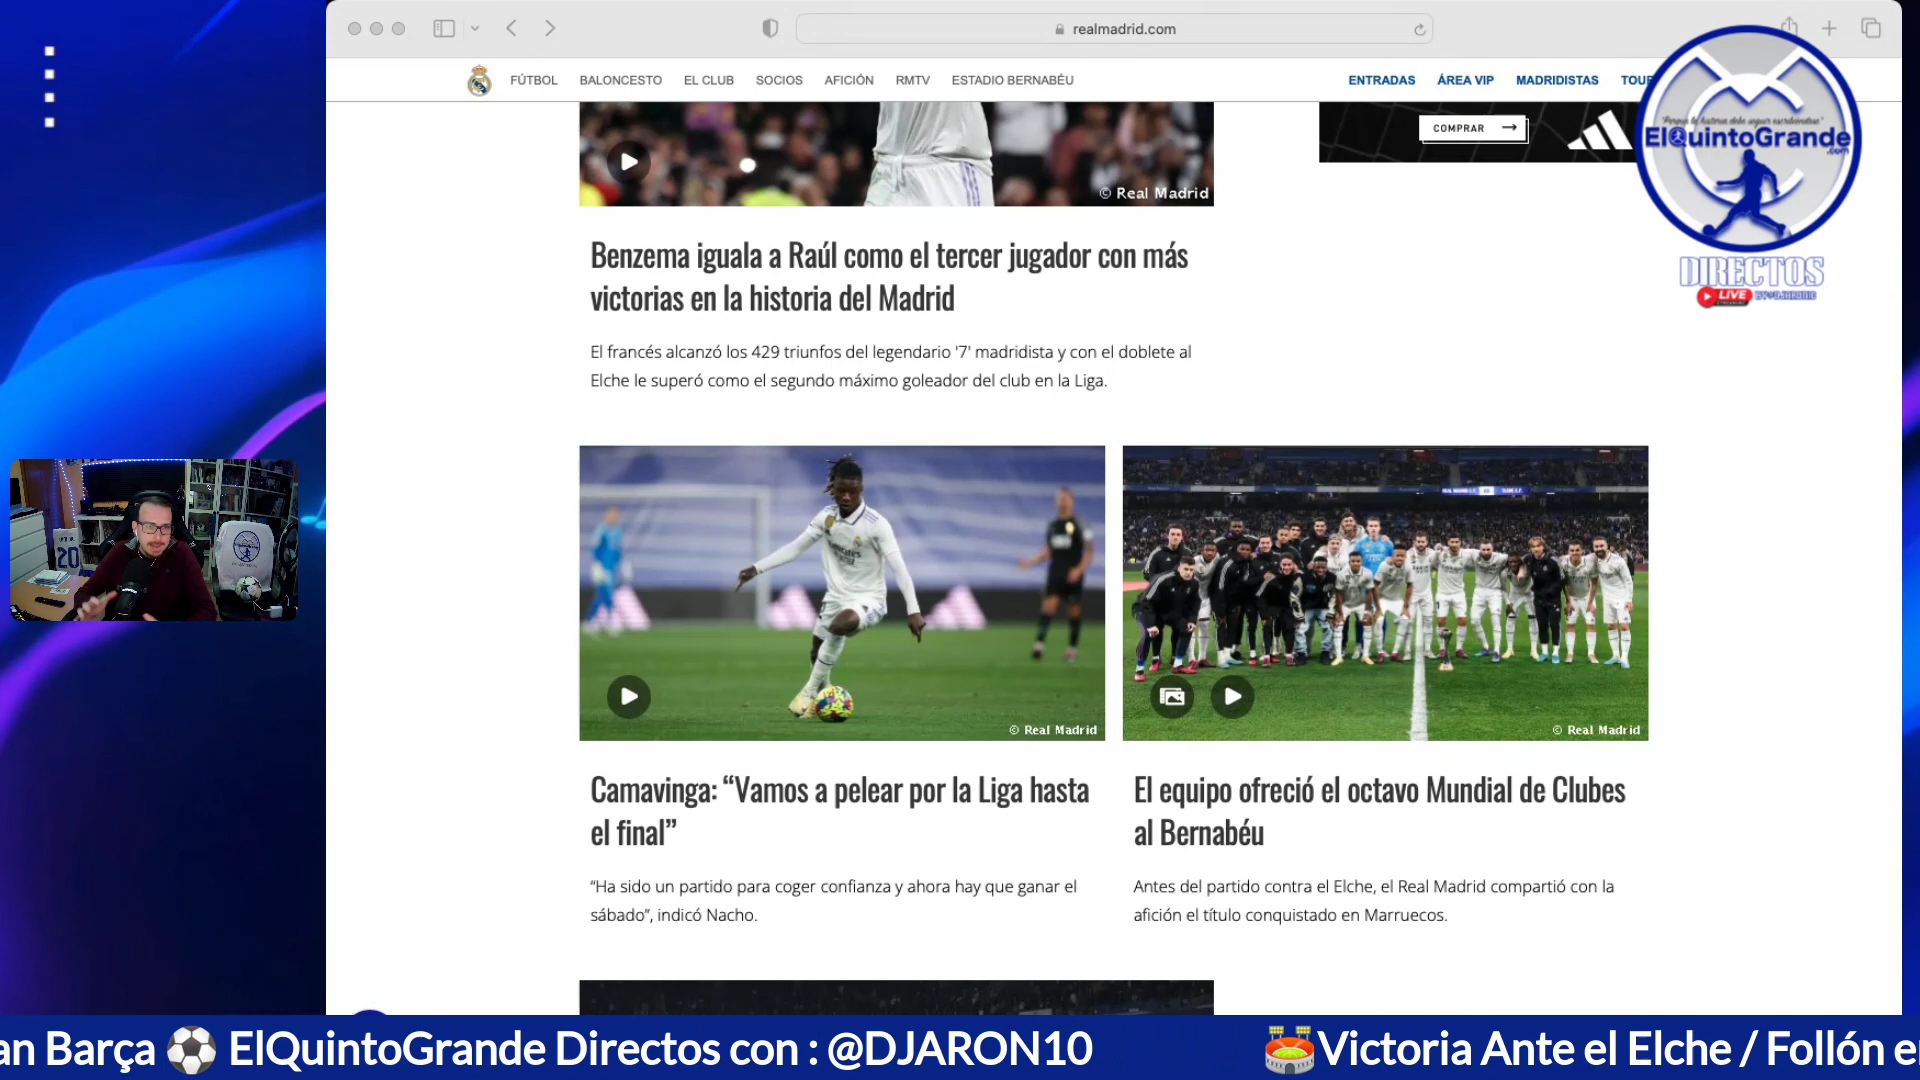 realmadrid.com
FÚTBOL BALONCESTO EL CLUB SOCIOS AFICIÓN RMTV ESTADIO BERNABÉU
ENTRADAS ÁREA VIP MADRIDISTAS TOUR
COMPRAR
ElQuintoGrande
.com
DIRECTOS
LIVE
© Real Madrid
Benzema iguala a Raúl como el tercer jugador con más
victorias en la historia del Madrid
El francés alcanzó los 429 triunfos del legendario '7' madridista y con el doblete al
Elche le superó como el segundo máximo goleador del club en la Liga.
20
© Real Madrid
© Real Madrid
Camavinga: “Vamos a pelear por la Liga hasta
el final”
“Ha sido un partido para coger confianza y ahora hay que ganar el
sábado”, indicó Nacho.
El equipo ofreció el octavo Mundial de Clubes
al Bernabéu
Antes del partido contra el Elche, el Real Madrid compartió con la
afición el título conquistado en Marruecos.
an Barça ⚽ ElQuintoGrande Directos con : @DJARON10 🏟️Victoria Ante el Elche / Follón e